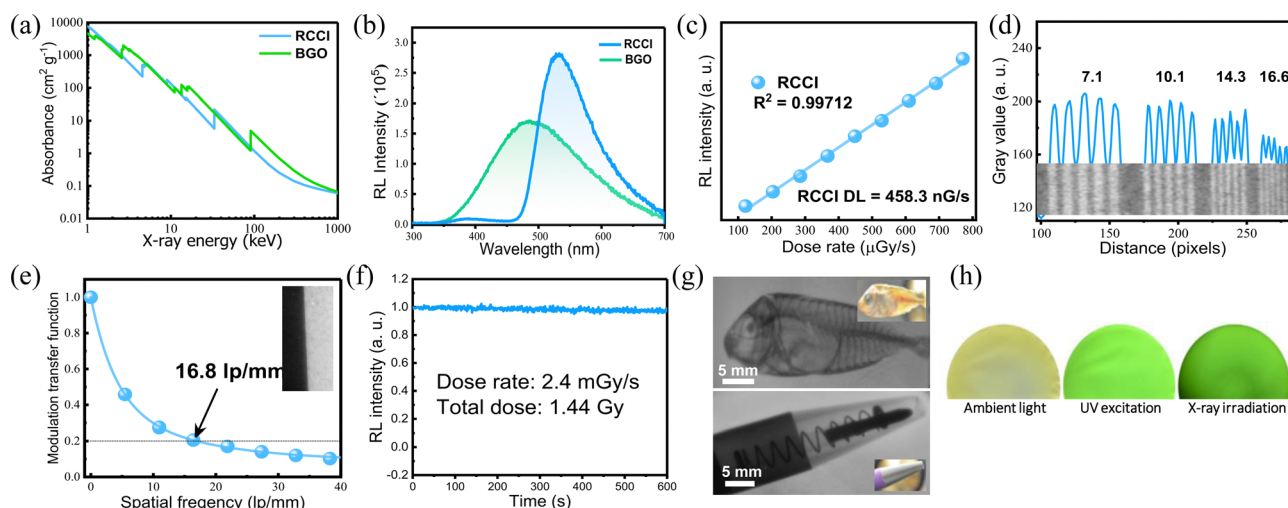 (a)
Absorbance (cm² g⁻¹)
10000
1000
100
10
1
0.1
0.01
RCCI
BGO
1
10
100
1000
X-ray energy (keV)
(b)
RL Intensity (´10⁵)
3.0
2.5
2.0
1.5
1.0
0.5
0.0
RCCI
BGO
300
400
500
600
700
Wavelength (nm)
(c)
RL intensity (a. u.)
RCCI
R² = 0.99712
RCCI DL = 458.3 nG/s
100 200 300 400 500 600 700 800
Dose rate (μGy/s)
(d)
Gray value (a. u.)
240
200
160
120
7.1
10.1
14.3
16.6
100
150
200
250
Distance (pixels)
(e)
Modulation transfer function
1.0
0.8
0.6
0.4
0.2
0.0
16.8 lp/mm
0
10
20
30
40
Spatial freqency (lp/mm)
(f)
RL intensity (a. u.)
1.2
1.0
0.8
0.6
0.4
0.2
0.0
-0.2
Dose rate: 2.4 mGy/s
Total dose: 1.44 Gy
0
100
200
300
400
500
600
Time (s)
(g)
5 mm
5 mm
(h)
Ambient light
UV excitation
X-ray irradiation